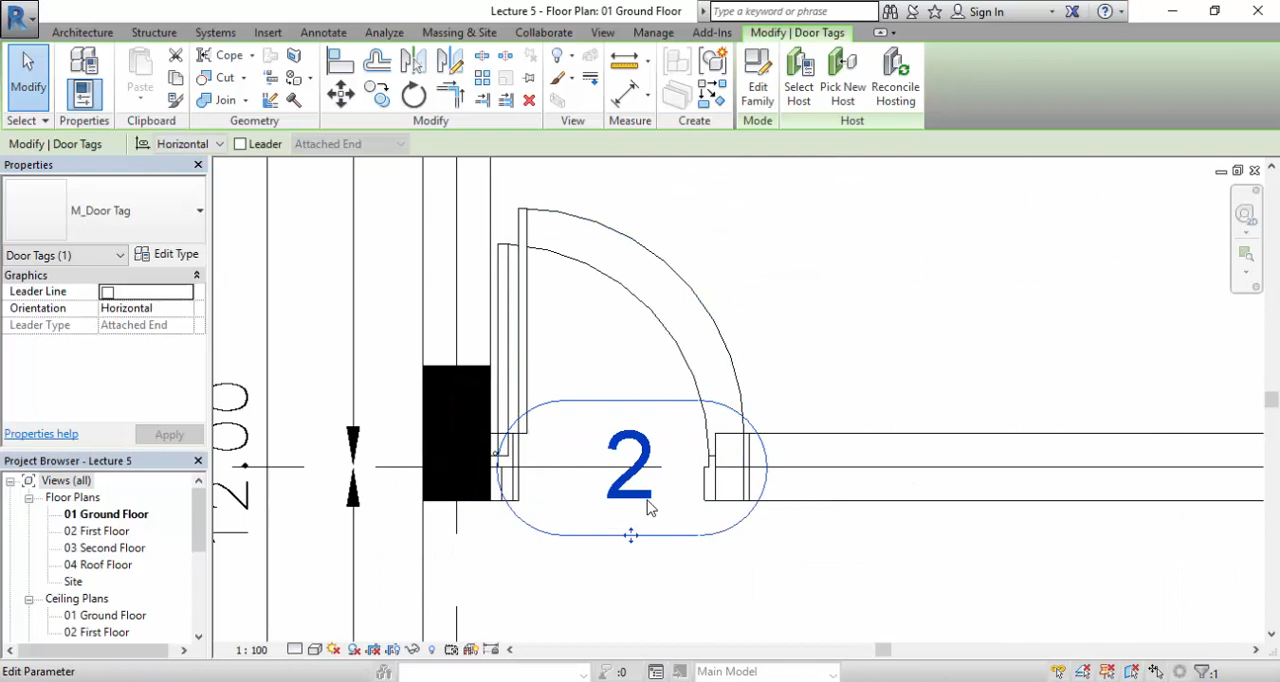 Lecture 5 - Floor Plan: 01 Ground Floor
Type a keyword or phrase
Sign In
R
Architecture
Structure
Systems
Insert
Annotate
Analyze
Massing & Site
Collaborate
View
Manage
Add-Ins
Modify | Door Tags
Modify
Paste
Cope
Cut
Join
Edit
Family
Select
Host
Pick New
Host
Reconcile
Hosting
Select
Properties
Clipboard
Geometry
Modify
View
Measure
Create
Mode
Host
Modify | Door Tags
Horizontal
Leader
Attached End
Properties
M_Door Tag
Door Tags (1)
Edit Type
Graphics
Leader Line
Orientation
Horizontal
Leader Type
Attached End
Properties help
Apply
Project Browser - Lecture 5
Views (all)
Floor Plans
01 Ground Floor
02 First Floor
03 Second Floor
04 Roof Floor
Site
Ceiling Plans
01 Ground Floor
02 First Floor
2.00
2
2D
1 : 100
Edit Parameter
:0
Main Model
:1